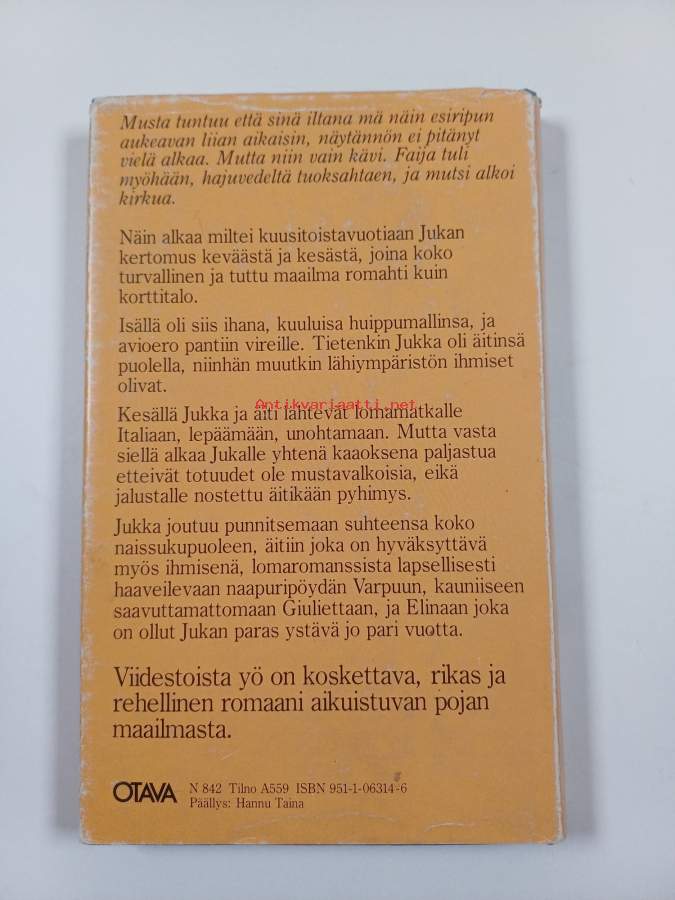 Musta tuntuu että sinä iltana mä näin esiripun
aukeavan liian aikaisin, näytännön ei pitänyt
vielä alkaa. Mutta niin vain kävi. Faija tuli
myöhään, hajuvedeltä tuoksahtaen, ja mutsi alkoi
kirkua.
Näin alkaa miltei kuusitoistavuotiaan Jukan
kertomus keväästä ja kesästä, joina koko
turvallinen ja tuttu maailma romahti kuin
korttitalo.
Isällä oli siis ihana, kuuluisa huippumallinsa, ja
avioero pantiin vireille. Tietenkin Jukka oli äitinsä
puolella, niinhän muutkin lähiympäristön ihmiset
olivat.
Antikvariaatti.net
Kesällä Jukka ja äiti lähtevät lomamatkalle
Italiaan, lepäämään, unohtamaan. Mutta vasta
siellä alkaa Jukalle yhtenä kaaoksena paljastua
etteivät totuudet ole mustavalkoisia, eikä
jalustalle nostettu äitikään pyhimys.
Jukka joutuu punnitsemaan suhteensa koko
naissukupuoleen, äitiin joka on hyväksyttävä
myös ihmisenä, lomaromanssista lapsellisesti
haaveilevaan naapuripöydän Varpuun, kauniiseen
saavuttamattomaan Giuliettaan, ja Elinaan joka
on ollut Jukan paras ystävä jo pari vuotta.
Viidestoista yö on koskettava, rikas ja
rehellinen romaani aikuistuvan pojan
maailmasta.
OTAVA
N 842 Tilno A559 ISBN 951-1-06314-6
Päällys: Hannu Taina